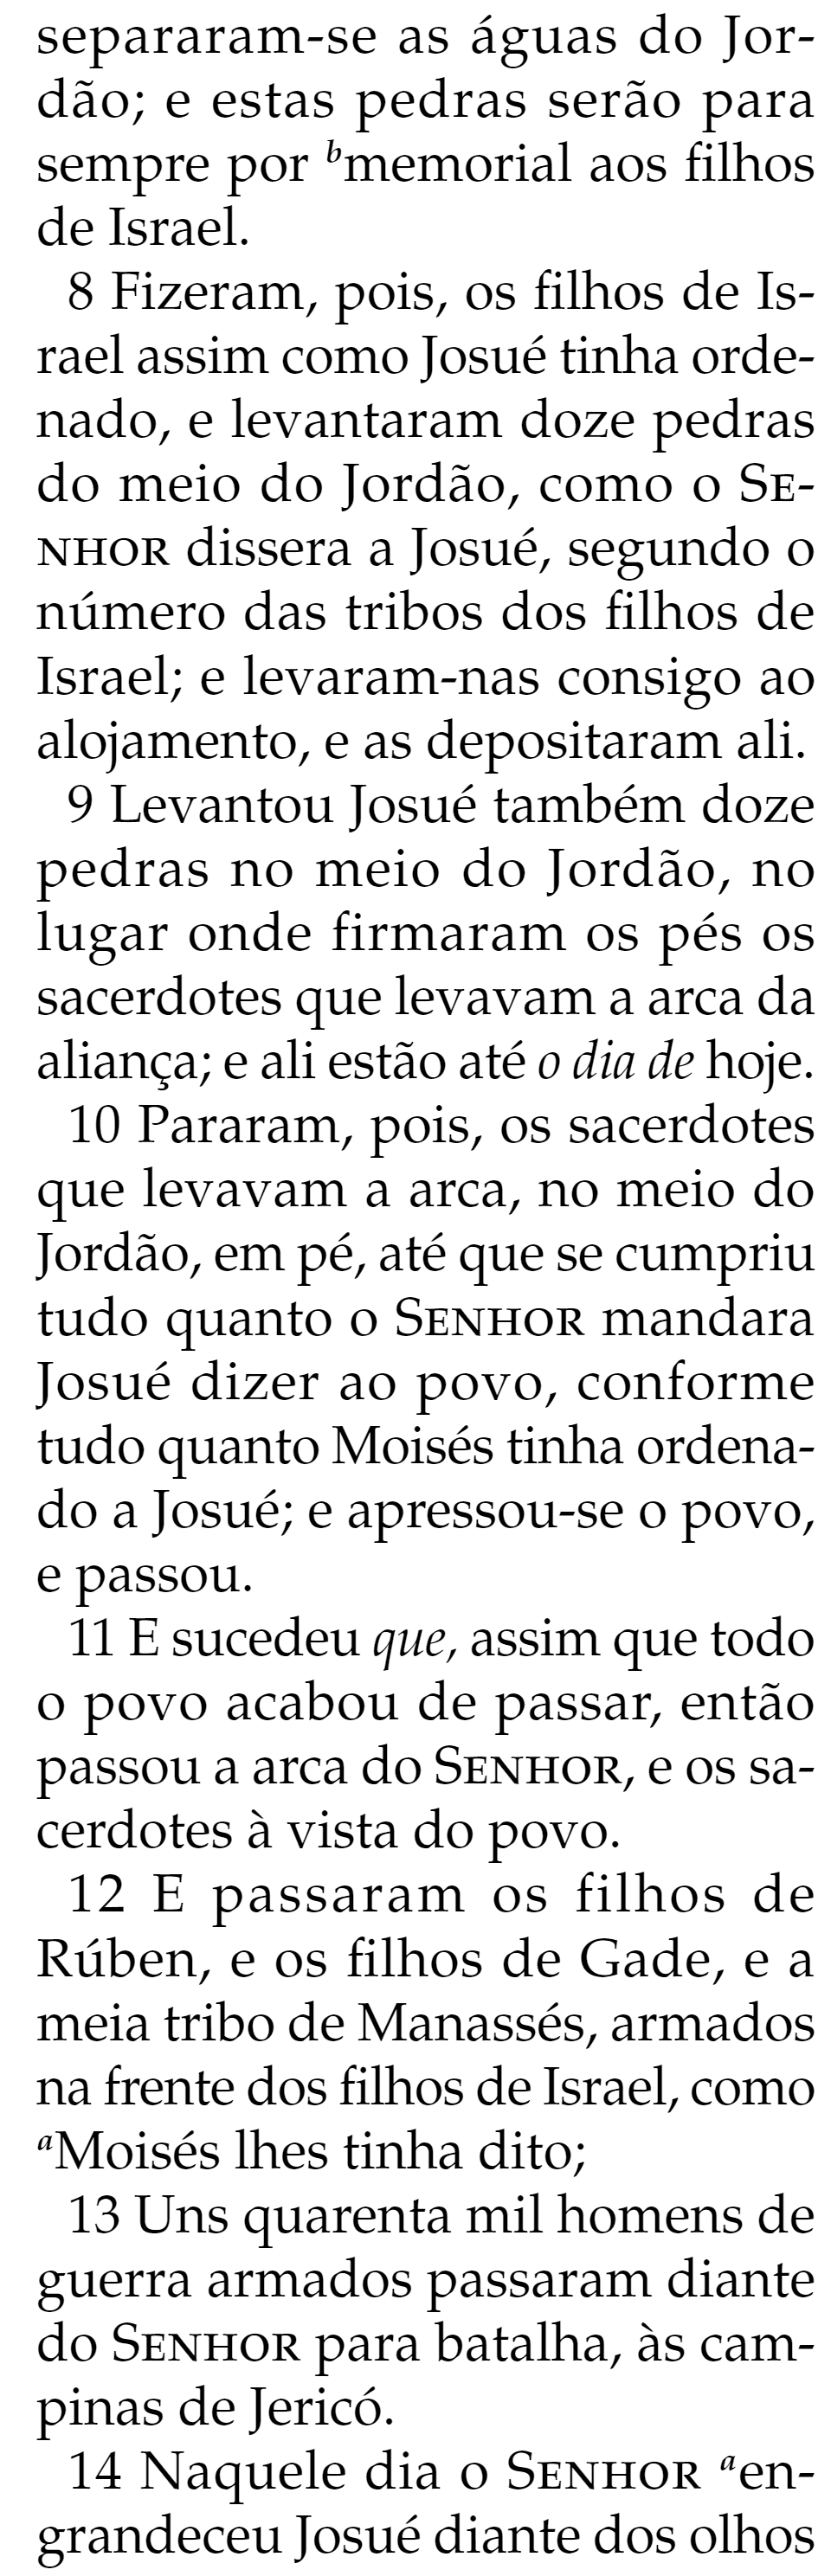 separaram-se as águas do Jor-
dão; e estas pedras serão para
sempre por bmemorial aos filhos
de Israel.
8 Fizeram, pois, os filhos de Is-
rael assim como Josué tinha orde-
nado, e levantaram doze pedras
do meio do Jordão, como o SE-
NHOR dissera a Josué, segundo o
número das tribos dos filhos de
Israel; e levaram-nas consigo ao
alojamento, e as depositaram ali.
9 Levantou Josué também doze
pedras no meio do Jordão, no
lugar onde firmaram os pés os
sacerdotes que levavam a arca da
aliança; e ali estão até o dia de hoje.
10 Pararam, pois, os sacerdotes
que levavam a arca, no meio do
Jordão, em pé, até que se cumpriu
tudo quanto o SENHOR mandara
Josué dizer ao povo, conforme
tudo quanto Moisés tinha ordena-
do a Josué; e apressou-se o povo,
e passou.
11 E sucedeu que, assim que todo
o povo acabou de passar, então
passou a arca do SENHOR, e os sa-
cerdotes à vista do povo.
12 E passaram os filhos de
Rúben, e os filhos de Gade, e a
meia tribo de Manassés, armados
na frente dos filhos de Israel, como
aMoisés lhes tinha dito;
13 Uns quarenta mil homens de
guerra armados passaram diante
do SENHOR para batalha, às cam-
pinas de Jericó.
14 Naquele dia o SENHOR aen-
grandeceu Josué diante dos olhos